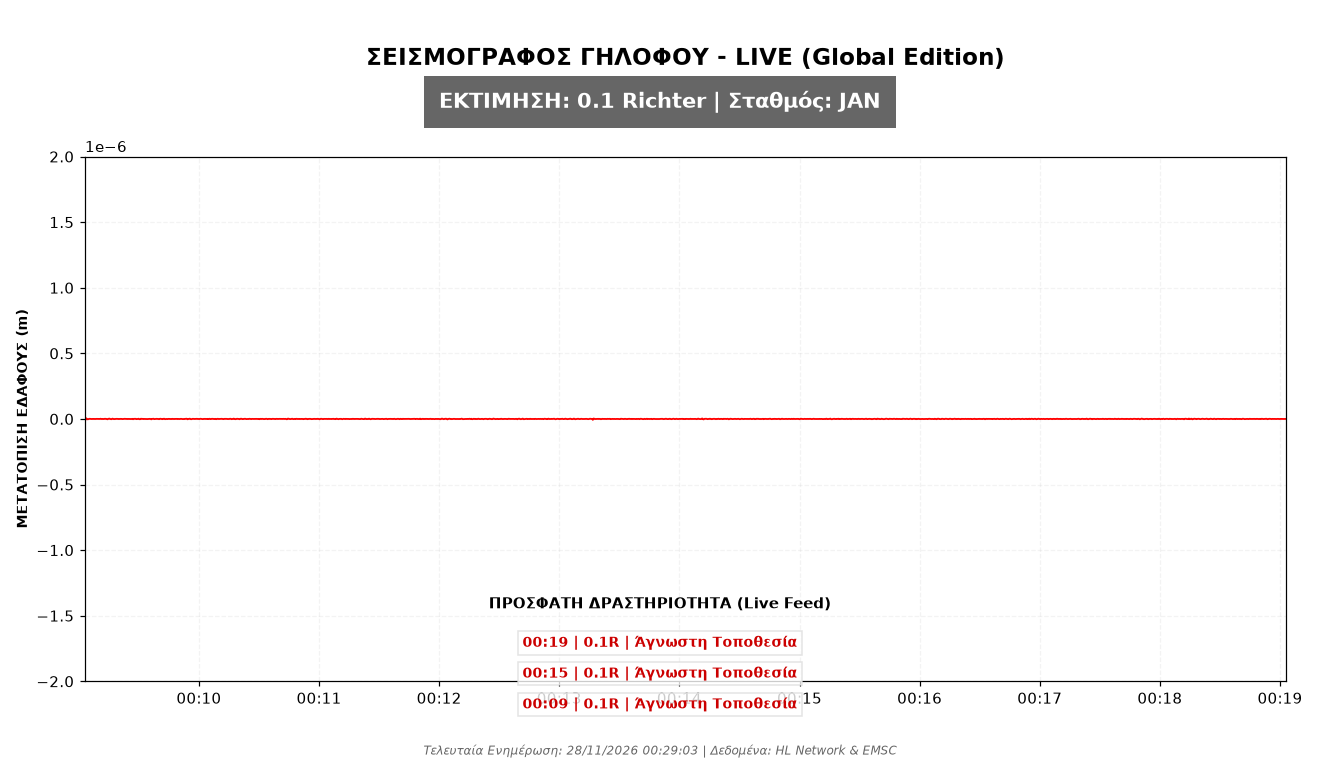 ΣΕΙΣΜΟΓΡΑΦΟΣ ΓΗΛΟΦΟΥ - LIVE (Global Edition)
ΕΚΤΙΜΗΣΗ: 0.1 Richter | Σταθμός: JAN
1e−6
2.0
1.5
1.0
0.5
0.0
−0.5
−1.0
−1.5
−2.0
ΜΕΤΑΤΟΠΙΣΗ ΕΔΑΦΟΥΣ (m)
ΠΡΟΣΦΑΤΗ ΔΡΑΣΤΗΡΙΟΤΗΤΑ (Live Feed)
00:19 | 0.1R | Άγνωστη Τοποθεσία
00:15 | 0.1R | Άγνωστη Τοποθεσία
00:09 | 0.1R | Άγνωστη Τοποθεσία
00:10 00:11 00:12 00:13 00:14 00:15 00:16 00:17 00:18 00:19
Τελευταία Ενημέρωση: 28/11/2026 00:29:03 | Δεδομένα: HL Network & EMSC